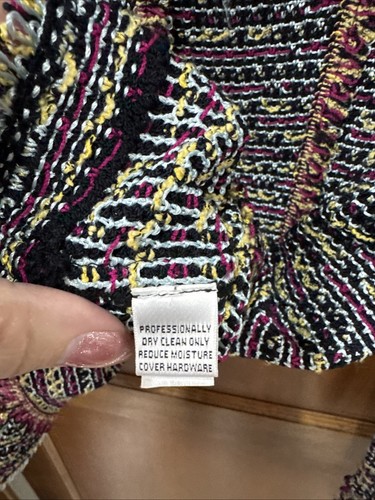 PROFESSIONALLY
DRY CLEAN ONLY
REDUCE MOISTURE
COVER HARDWARE